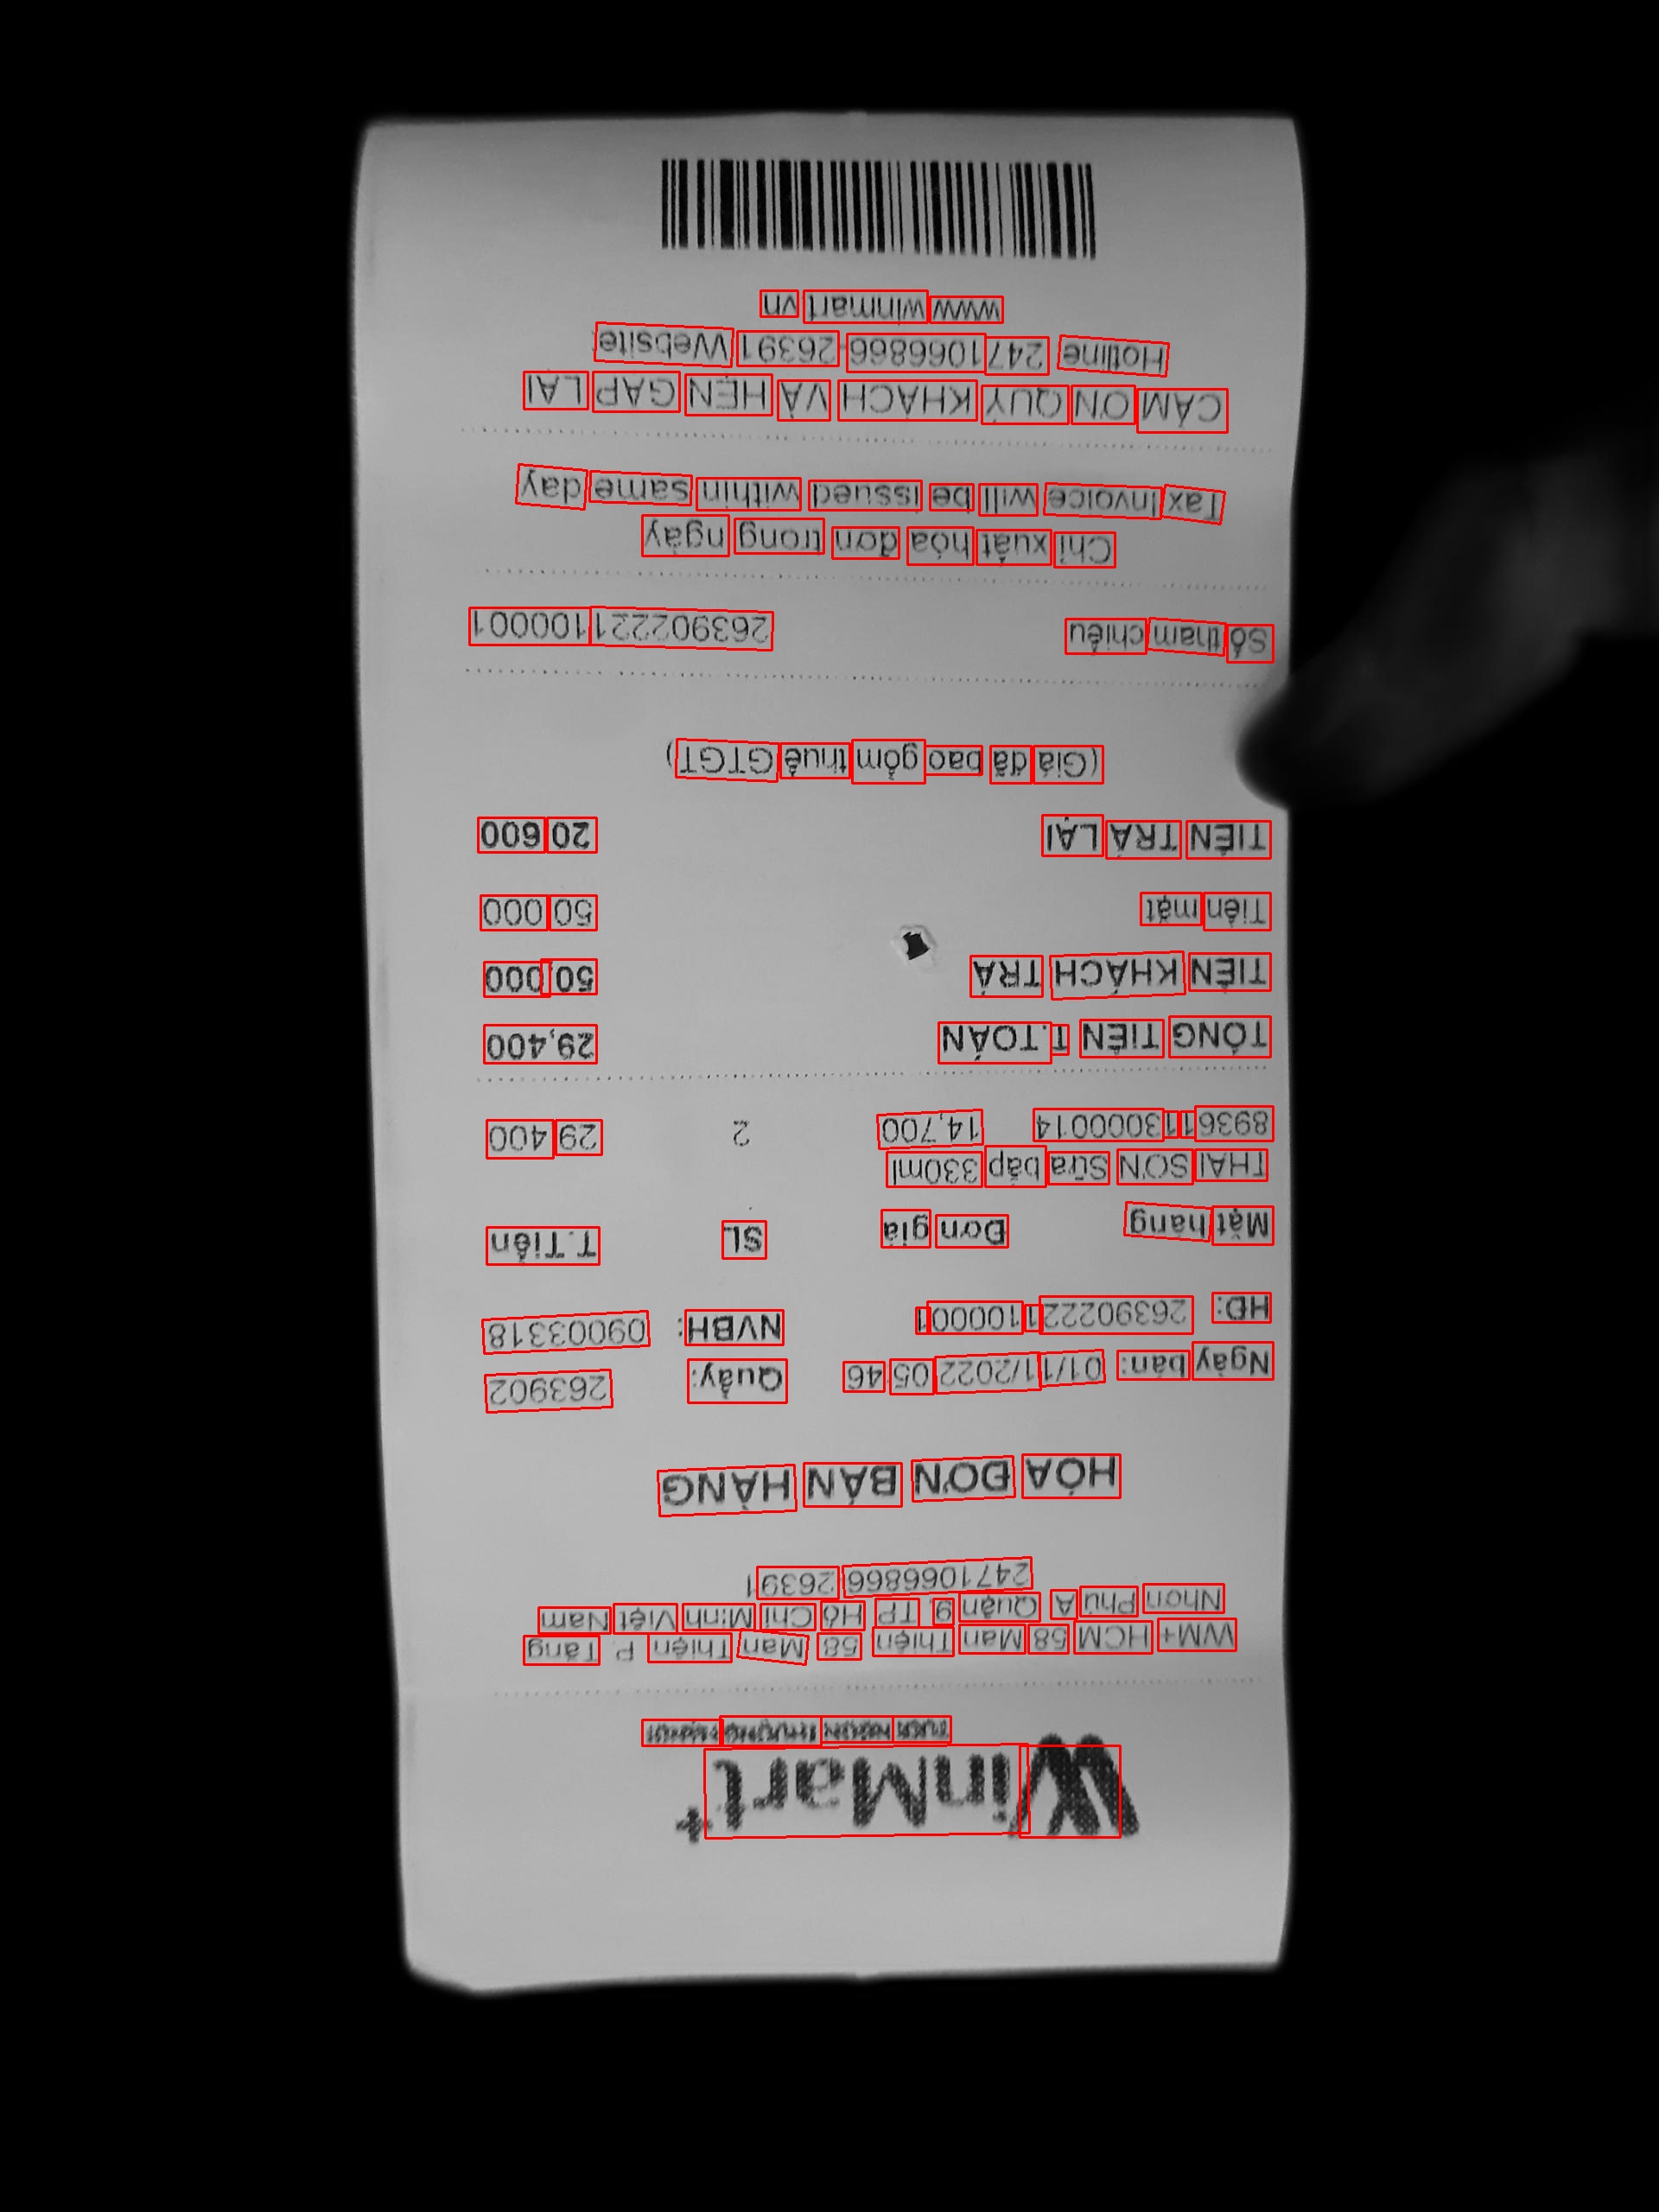 WinMart+
TƯƠI NGON THƯỢNG HẠNG
WM+ HCM 58 Man Thiện 58 Man Thiện P. Tăng
Nhơn Phú A Quận 9, TP. Hồ Chí Minh Việt Nam
2471066866 26391
HÓA ĐƠN BÁN HÀNG
Ngày bán: 01/11/2022 05 46 Quầy: 263902
HĐ: 263902221100001 NVBH: 09003318
Mặt hàng Đơn giá SL T.Tiền
THÁI SƠN Sữa bắp 330ml
8936113000014 14,700 2 29 400
TỔNG TIỀN T.TOÁN 29,400
TIỀN KHÁCH TRẢ 50,000
Tiền mặt 50 000
TIỀN TRẢ LẠI 20 600
(Giá đã bao gồm thuế GTGT)
Số tham chiếu 263902221100001
Chỉ xuất hóa đơn trong ngày
Tax Invoice will be issued within same day
CẢM ƠN QUÝ KHÁCH VÀ HẸN GẶP LẠI
Hotline 2471066866 26391 Website
www winmart vn